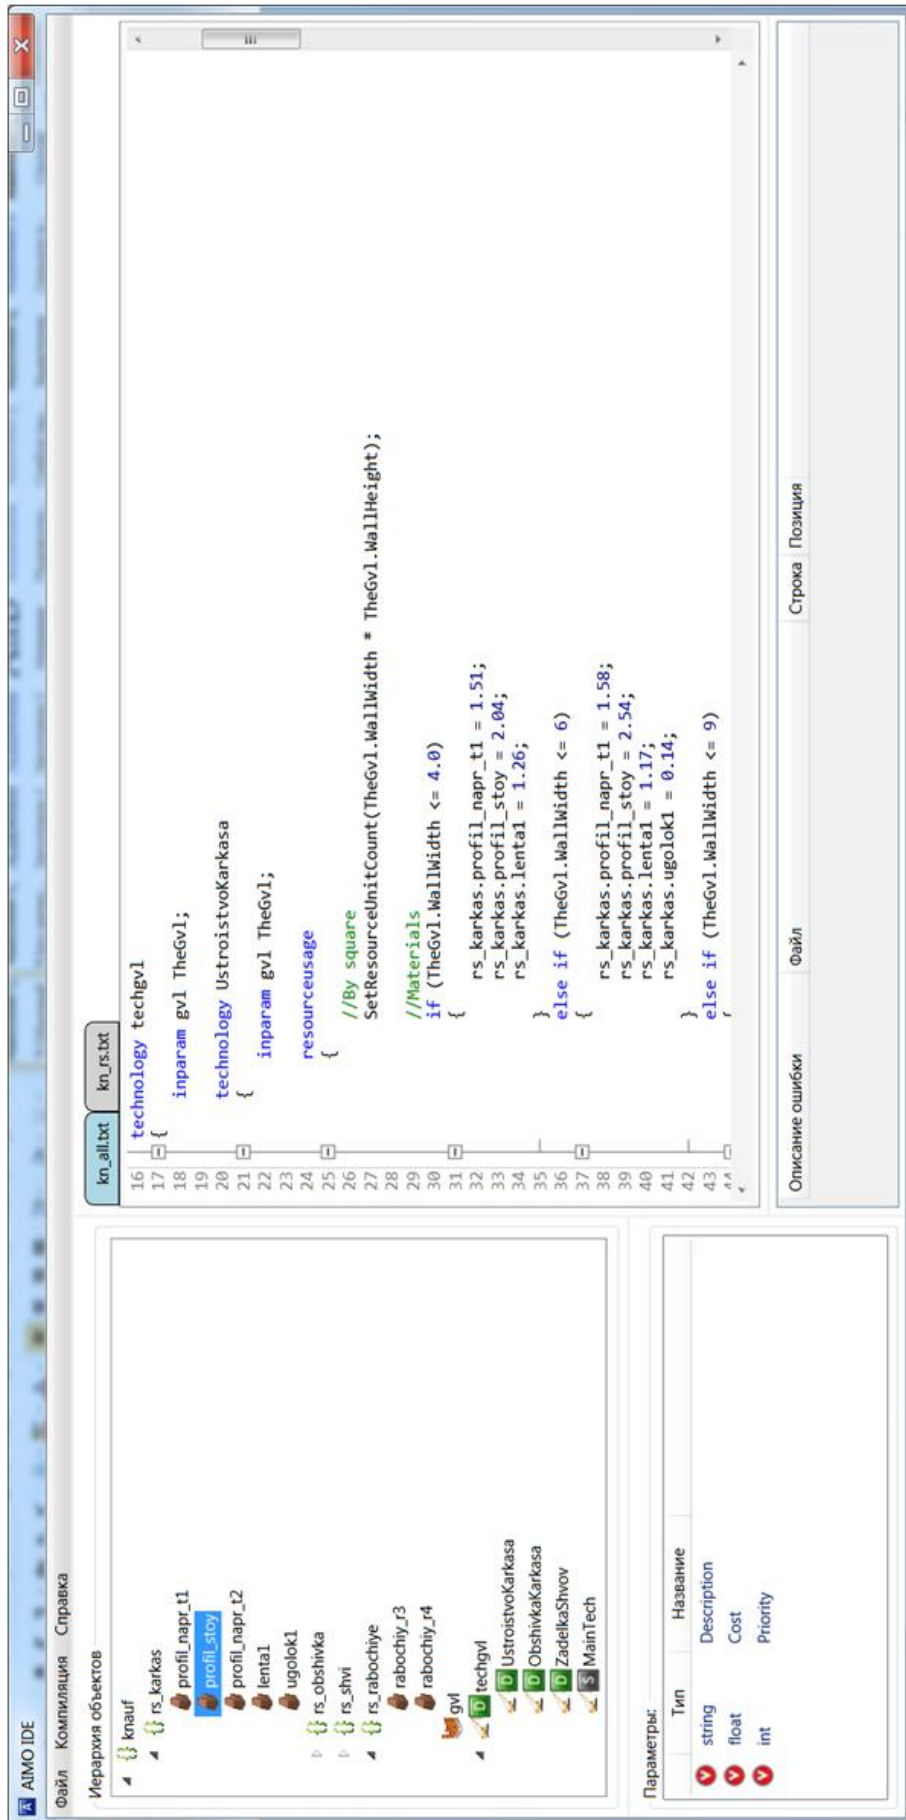 AIMO IDE
Файл Компиляция Справка
Иерархия объектов
{} knauf
{} rs_karkas
profil_napr_t1
profil_stoy
profil_napr_t2
lenta1
ugolok1
{} rs_obshivka
{} rs_shvi
{} rs_rabochiye
rabochiy_r3
rabochiy_r4
gvl
D techgvl
D UstroistvoKarkasa
D ObshivkaKarkasa
D ZadelkaShvov
S MainTech
Параметры:
Тип Название
V string Description
V float Cost
V int Priority
kn_all.txt kn_rs.txt
16 technology techgvl
17 {
18 inparam gvl TheGvl;
19
20 technology UstroistvoKarkasa
21 {
22 inparam gvl TheGvl;
23
24 resourceusage
25 {
26 //By square
27 SetResourceUnitCount(TheGvl.WallWidth * TheGvl.WallHeight);
28
29 //Materials
30 if (TheGvl.WallWidth <= 4.0)
31 {
32 rs_karkas.profil_napr_t1 = 1.51;
33 rs_karkas.profil_stoy = 2.04;
34 rs_karkas.lenta1 = 1.26;
35 }
36 else if (TheGvl.WallWidth <= 6)
37 {
38 rs_karkas.profil_napr_t1 = 1.58;
39 rs_karkas.profil_stoy = 2.54;
40 rs_karkas.lenta1 = 1.17;
41 rs_karkas.ugolok1 = 0.14;
42 }
43 else if (TheGvl.WallWidth <= 9)
44 {
Описание ошибки Файл Строка Позиция